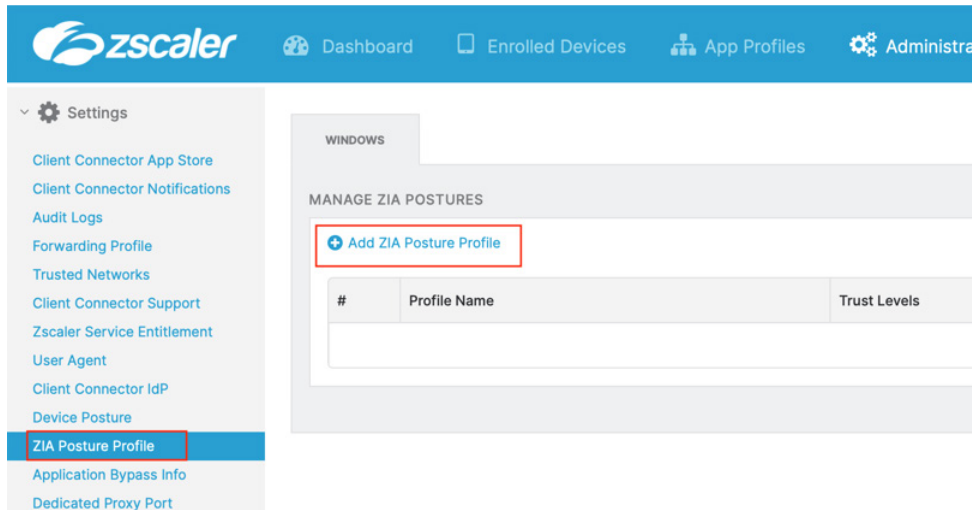 zscaler
Dashboard
Enrolled Devices
App Profiles
Administra
Settings
Client Connector App Store
Client Connector Notifications
Audit Logs
Forwarding Profile
Trusted Networks
Client Connector Support
Zscaler Service Entitlement
User Agent
Client Connector IdP
Device Posture
ZIA Posture Profile
Application Bypass Info
Dedicated Proxy Port
WINDOWS
MANAGE ZIA POSTURES
Add ZIA Posture Profile
# Profile Name Trust Levels